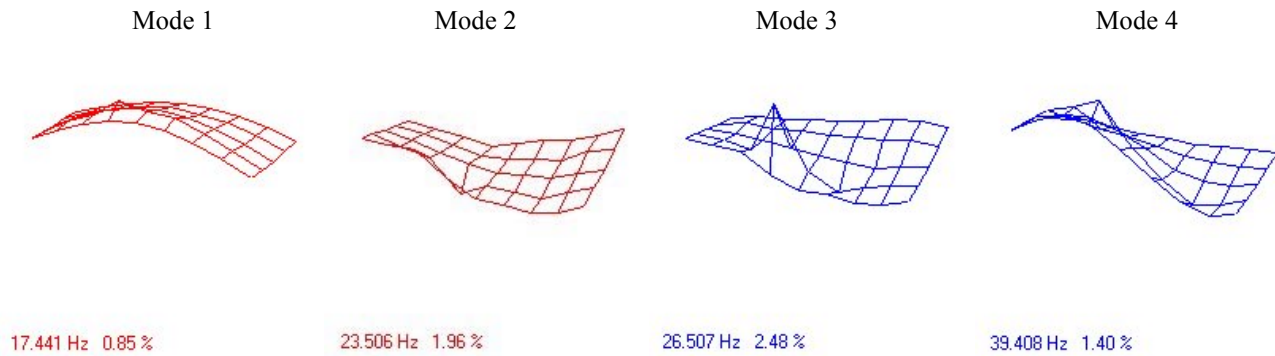 Mode 1 Mode 2 Mode 3 Mode 4
17.441 Hz 0.85 % 23.506 Hz 1.96 % 26.507 Hz 2.48 % 39.408 Hz 1.40 %